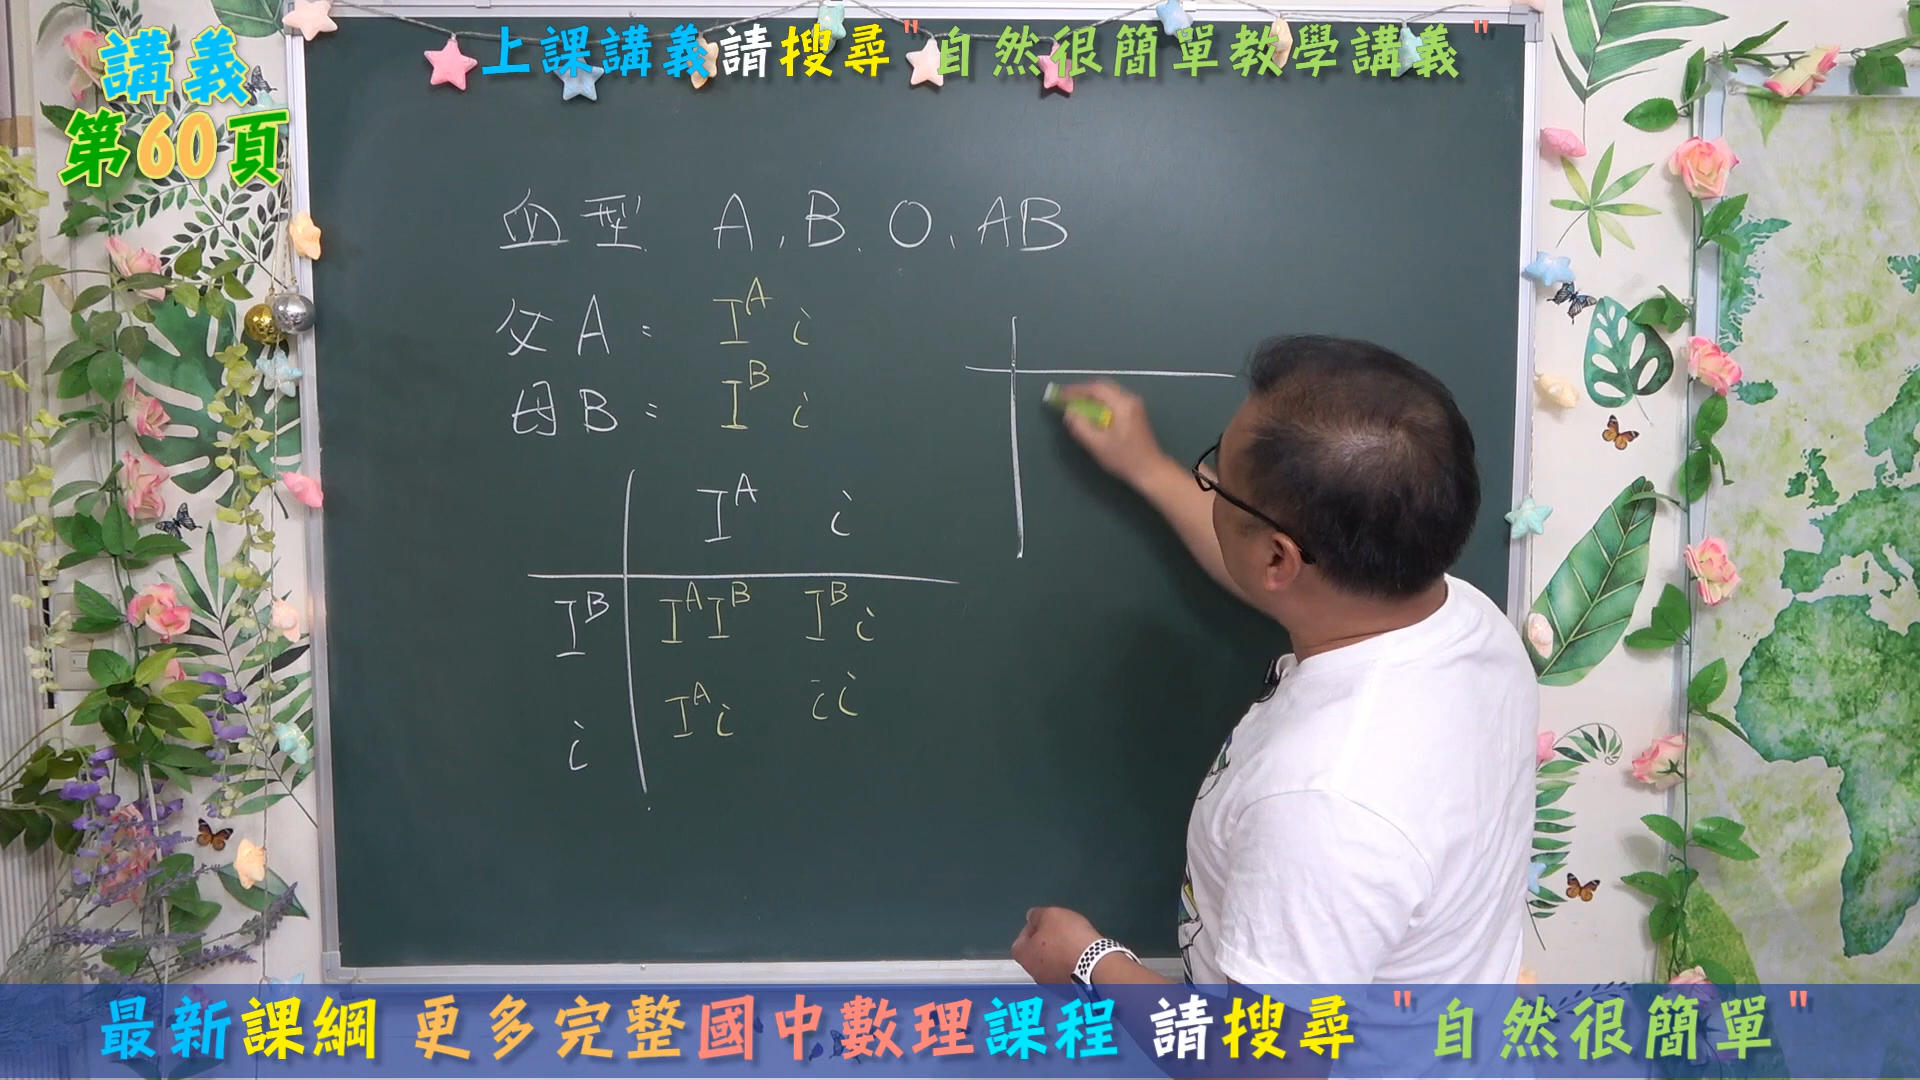 上課講義請搜尋"自然很簡單教學講義"
講義
第60頁
血型 A、B、O、AB
父A: I^A i
母B: I^B i
I^A i
I^B I^A I^B I^B i
i I^A i ii
最新課綱 更多完整國中數理課程 請搜尋 "自然很簡單"